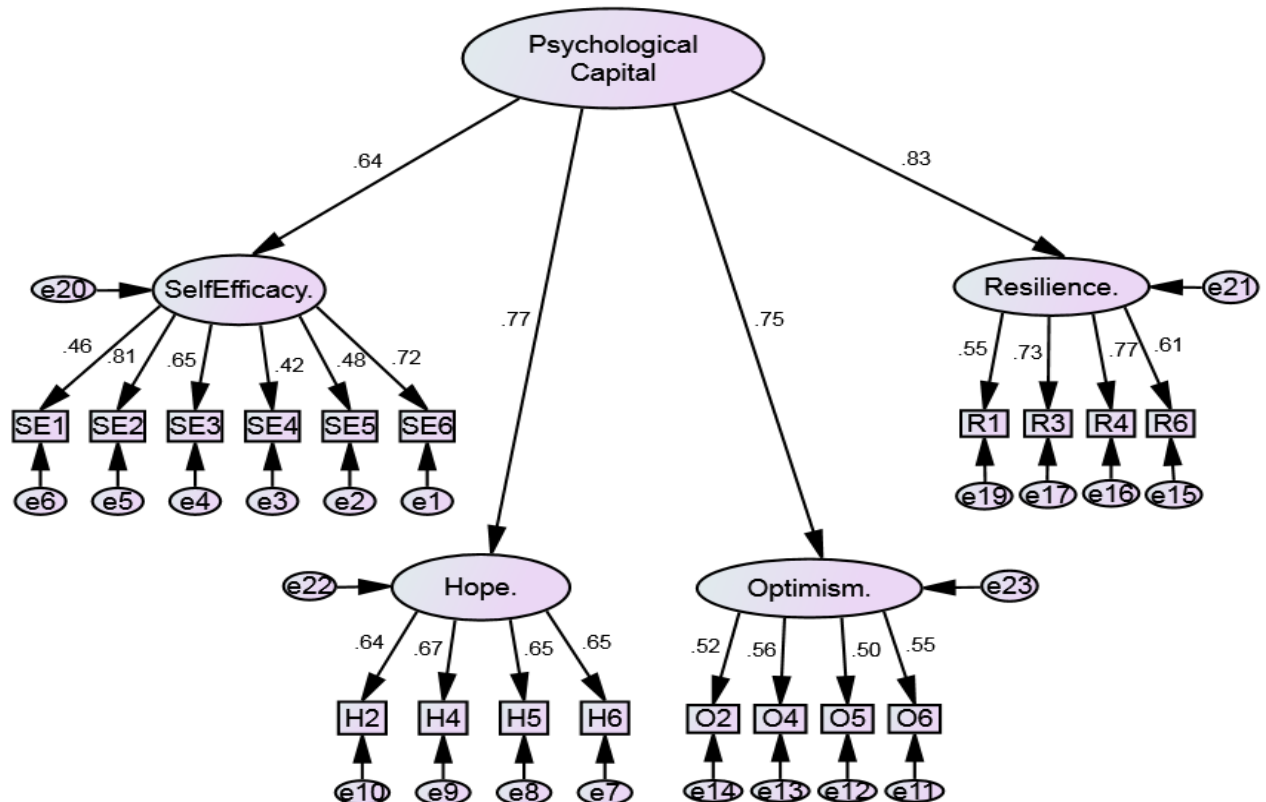 Psychological
Capital
.64
.83
.77
.75
e20
SelfEfficacy.
Resilience.
e21
.46
.81
.65
.42
.48
.72
.55
.73
.77
.61
SE1
SE2
SE3
SE4
SE5
SE6
R1
R3
R4
R6
e6
e5
e4
e3
e2
e1
e19
e17
e16
e15
e22
Hope.
Optimism.
e23
.64
.67
.65
.65
.52
.56
.50
.55
H2
H4
H5
H6
O2
O4
O5
O6
e10
e9
e8
e7
e14
e13
e12
e11